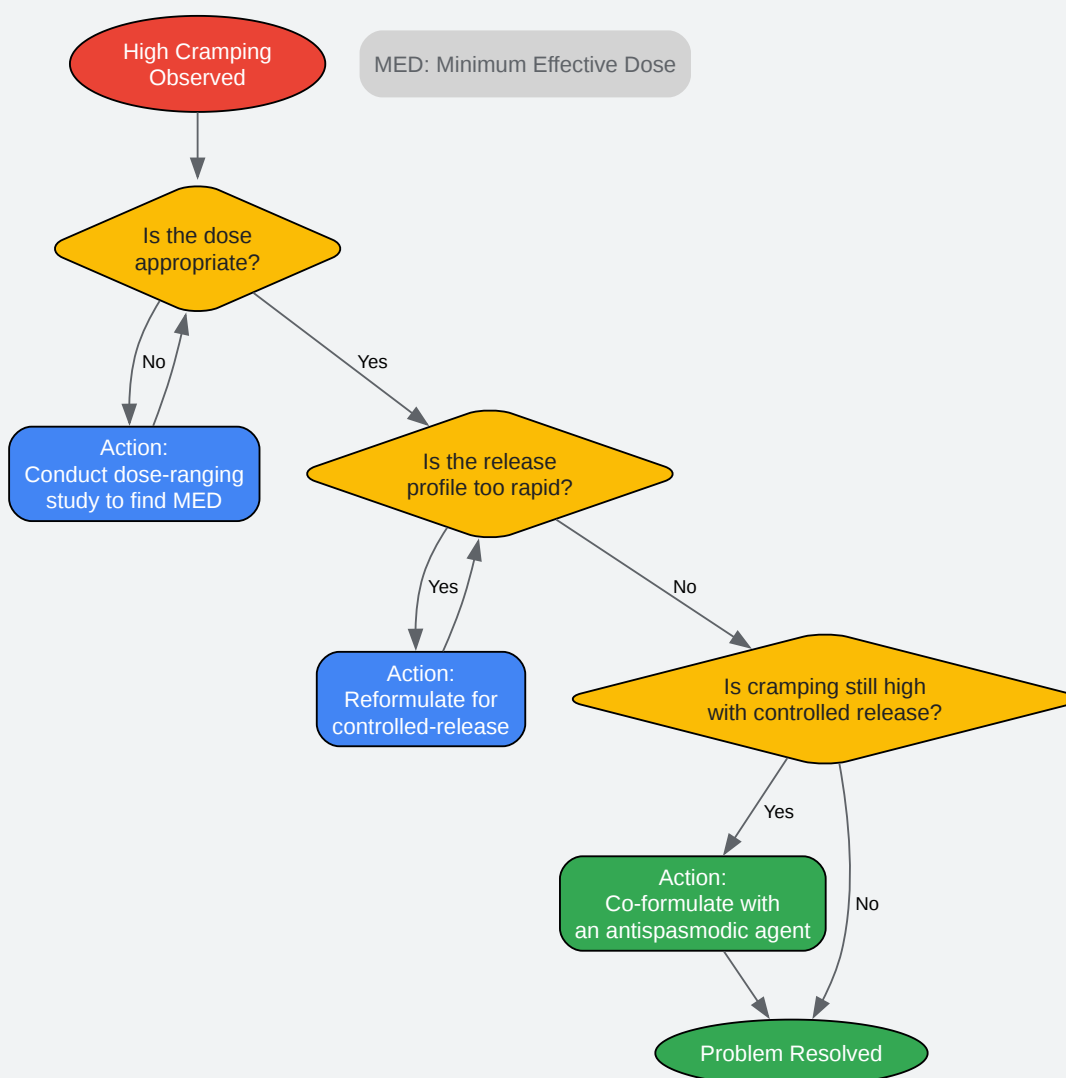 High Cramping
Observed
MED: Minimum Effective Dose
Is the dose
appropriate?
No
Yes
Action:
Conduct dose-ranging
study to find MED
Is the release
profile too rapid?
Yes
No
Action:
Reformulate for
controlled-release
Is cramping still high
with controlled release?
Yes
No
Action:
Co-formulate with
an antispasmodic agent
Problem Resolved